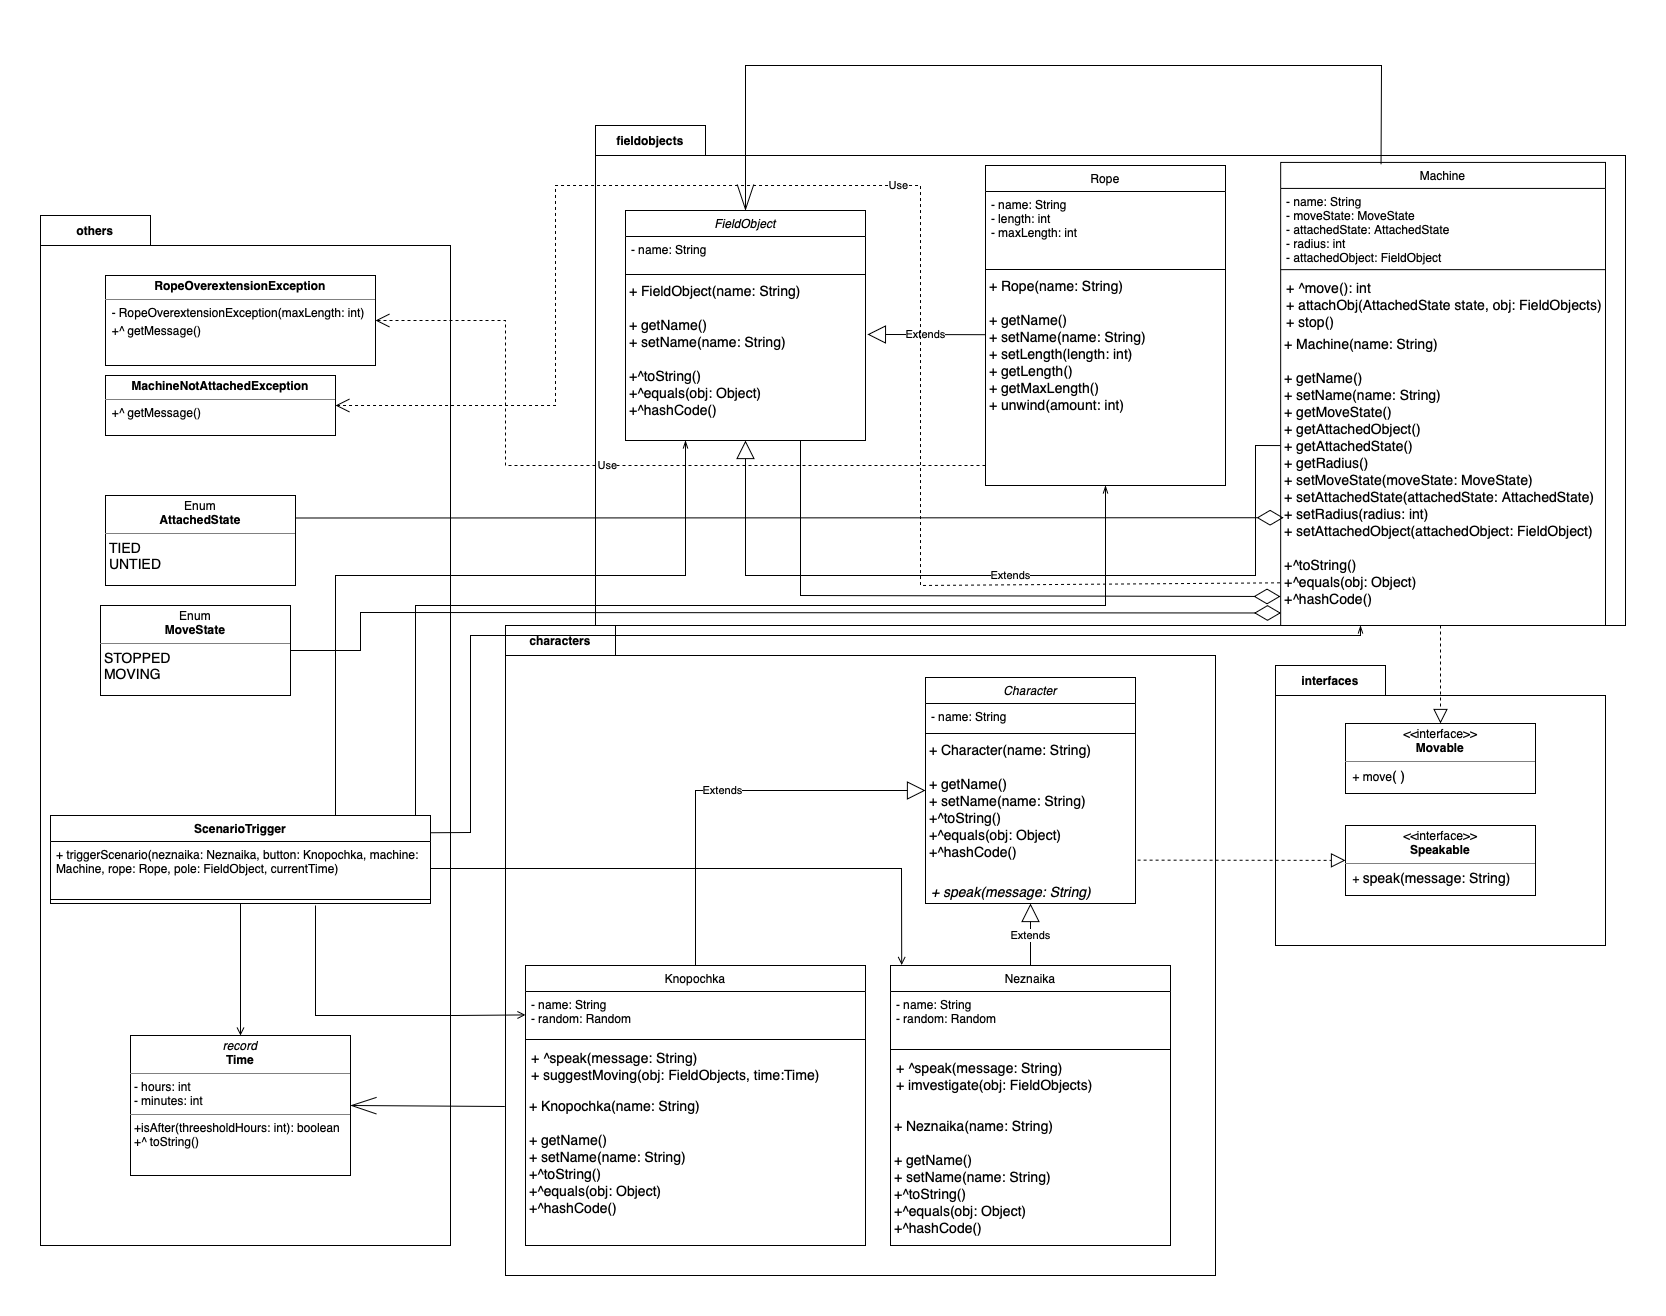 fieldobjects
Use
FieldObject
- name: String
+ FieldObject(name: String)
+ getName()
+ setName(name: String)
+^toString()
+^equals(obj: Object)
+^hashCode()
Extends
Rope
- name: String
- length: int
- maxLength: int
+ Rope(name: String)
+ getName()
+ setName(name: String)
+ setLength(length: int)
+ getLength()
+ getMaxLength()
+ unwind(amount: int)
Machine
- name: String
- moveState: MoveState
- attachedState: AttachedState
- radius: int
- attachedObject: FieldObject
+ ^move(): int
+ attachObj(AttachedState state, obj: FieldObjects)
+ stop()
+ Machine(name: String)
+ getName()
+ setName(name: String)
+ getMoveState()
+ getAttachedObject()
+ getAttachedState()
+ getRadius()
+ setMoveState(moveState: MoveState)
+ setAttachedState(attachedState: AttachedState)
+ setRadius(radius: int)
+ setAttachedObject(attachedObject: FieldObject)
+^toString()
+^equals(obj: Object)
+^hashCode()
Use
Extends
others
RopeOverextensionException
- RopeOverextensionException(maxLength: int)
+^ getMessage()
MachineNotAttachedException
+^ getMessage()
Enum
AttachedState
TIED
UNTIED
Enum
MoveState
STOPPED
MOVING
ScenarioTrigger
+ triggerScenario(neznaika: Neznaika, button: Knopochka, machine:
Machine, rope: Rope, pole: FieldObject, currentTime)
record
Time
- hours: int
- minutes: int
+isAfter(threesholdHours: int): boolean
+^ toString()
characters
Character
- name: String
+ Character(name: String)
+ getName()
+ setName(name: String)
+^toString()
+^equals(obj: Object)
+^hashCode()
+ speak(message: String)
Extends
Extends
Knopochka
- name: String
- random: Random
+ ^speak(message: String)
+ suggestMoving(obj: FieldObjects, time:Time)
+ Knopochka(name: String)
+ getName()
+ setName(name: String)
+^toString()
+^equals(obj: Object)
+^hashCode()
Neznaika
- name: String
- random: Random
+ ^speak(message: String)
+ imvestigate(obj: FieldObjects)
+ Neznaika(name: String)
+ getName()
+ setName(name: String)
+^toString()
+^equals(obj: Object)
+^hashCode()
interfaces
<<interface>>
Movable
+ move( )
<<interface>>
Speakable
+ speak(message: String)